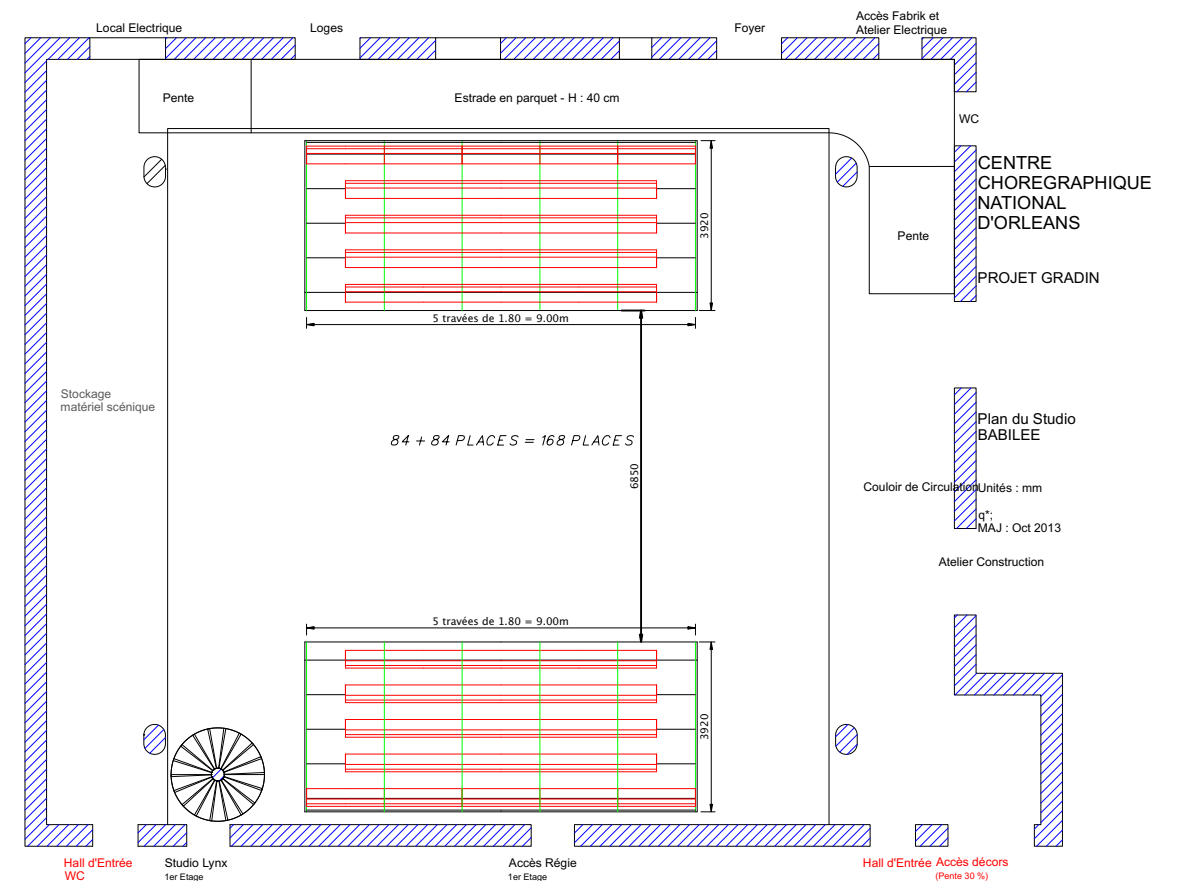 Local Electrique
Loges
Foyer
Accès Fabrik et
Atelier Electrique
Pente
Estrade en parquet - H : 40 cm
WC
CENTRE
CHOREGRAPHIQUE
NATIONAL
D'ORLEANS
3920
Pente
PROJET GRADIN
5 travées de 1.80 = 9.00m
Stockage
matériel scénique
84 + 84 PLACES = 168 PLACES
6850
Plan du Studio
BABILEE
Couloir de Circulation
Unités : mm
q*;
MAJ : Oct 2013
Atelier Construction
5 travées de 1.80 = 9.00m
3920
Hall d'Entrée
WC
Studio Lynx
1er Etage
Accès Régie
1er Etage
Hall d'Entrée
Accès décors
(Pente 30 %)